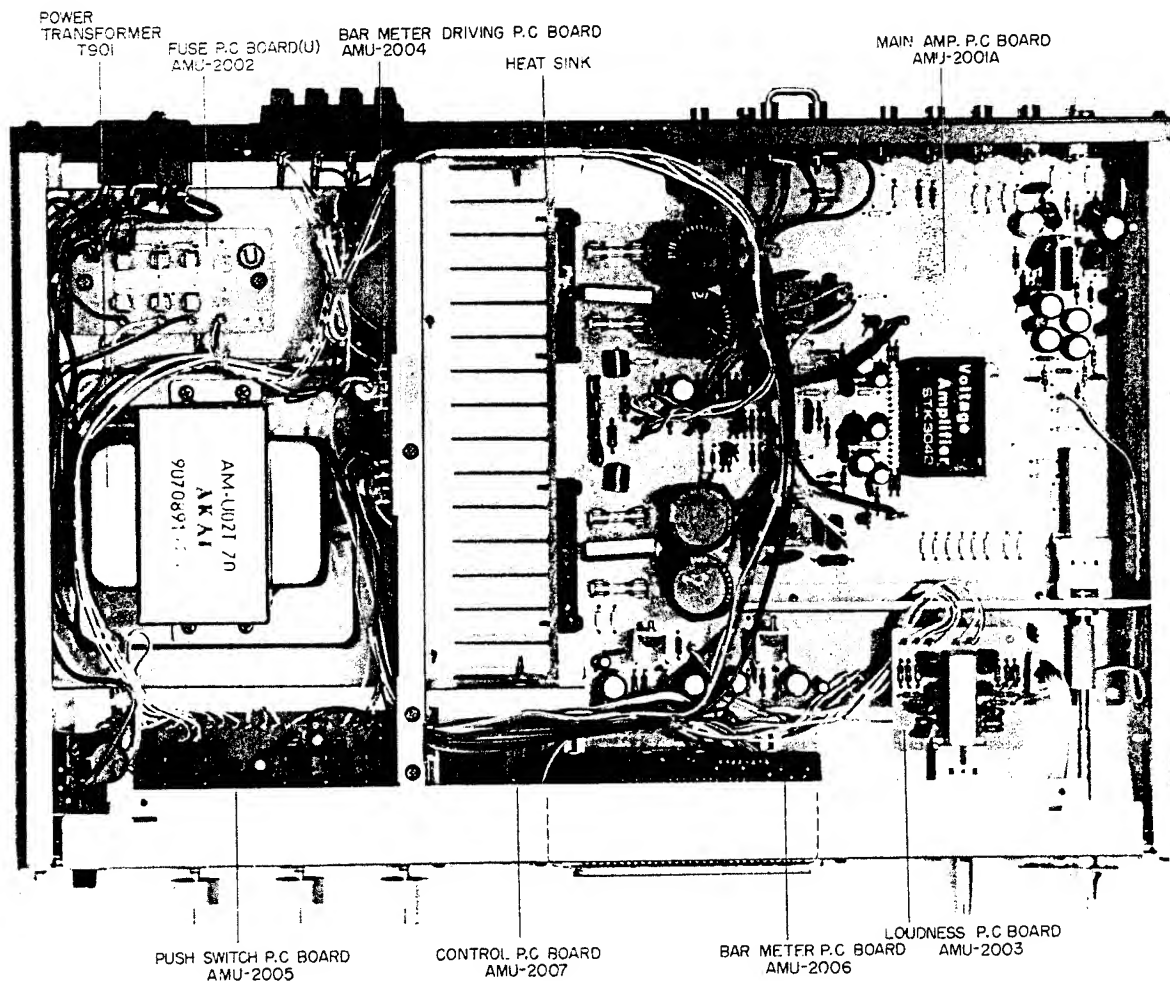 POWER
TRANSFORMER
T901
FUSE P.C BOARD(U)
AMU-2002
BAR METER DRIVING P.C BOARD
AMU-2004
HEAT SINK
MAIN AMP. P.C BOARD
AMU-2001A
Voltage
Amplifier
STK3042
AM-U02T 70
AKAI
9070891
PUSH SWITCH P.C BOARD
AMU-2005
CONTROL P.C BOARD
AMU-2007
BAR METER P.C BOARD
AMU-2006
LOUDNESS P.C BOARD
AMU-2003